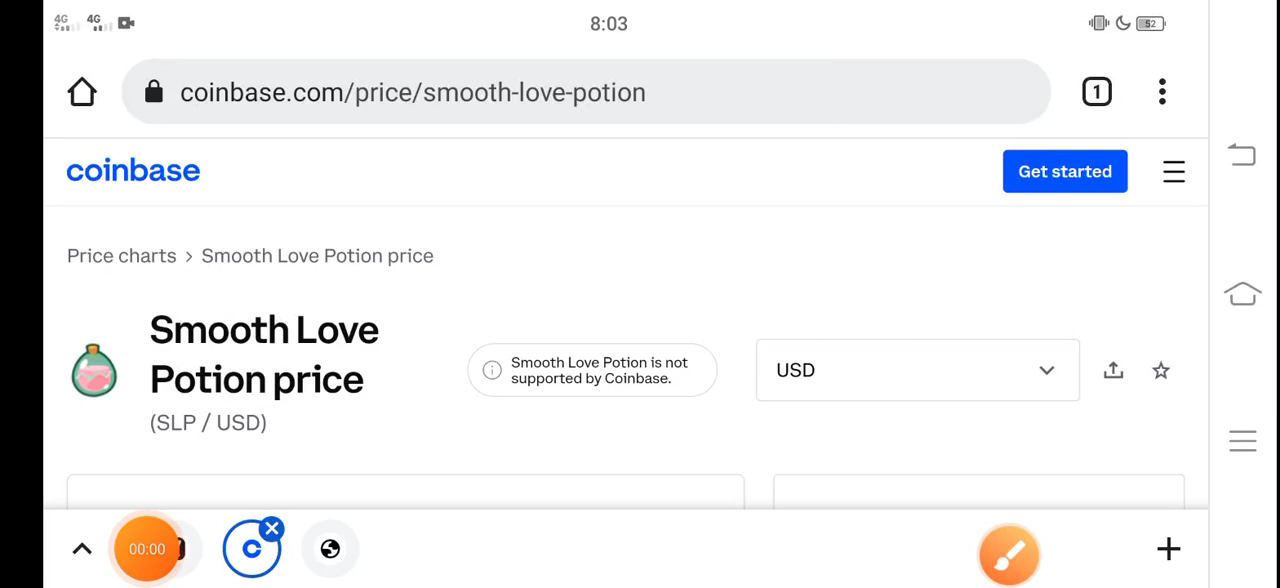 4G 4G 8:03 52
coinbase.com/price/smooth-love-potion 1
coinbase Get started
Price charts > Smooth Love Potion price
Smooth Love
Potion price
(SLP / USD)
Smooth Love Potion is not
supported by Coinbase.
USD
00:00